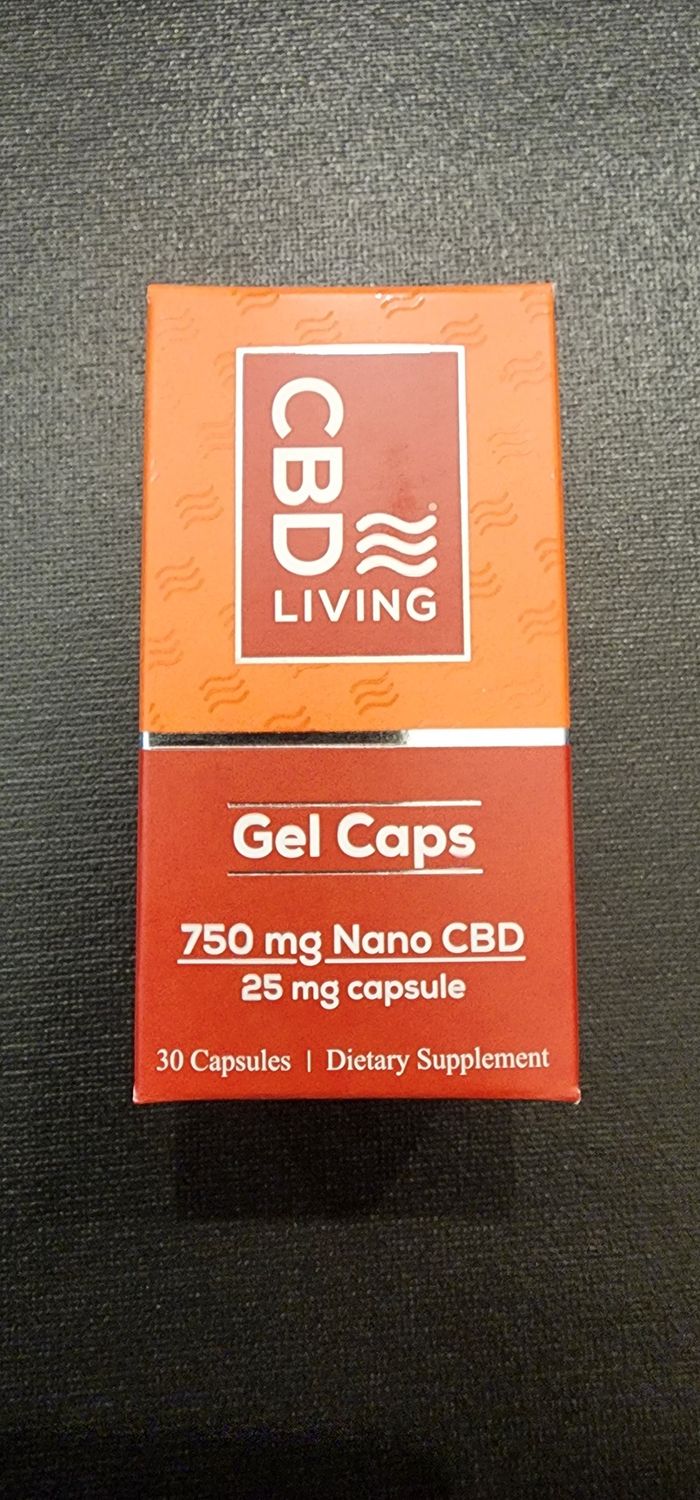 CBD
LIVING
®
Gel Caps
750 mg Nano CBD
25 mg capsule
30 Capsules | Dietary Supplement